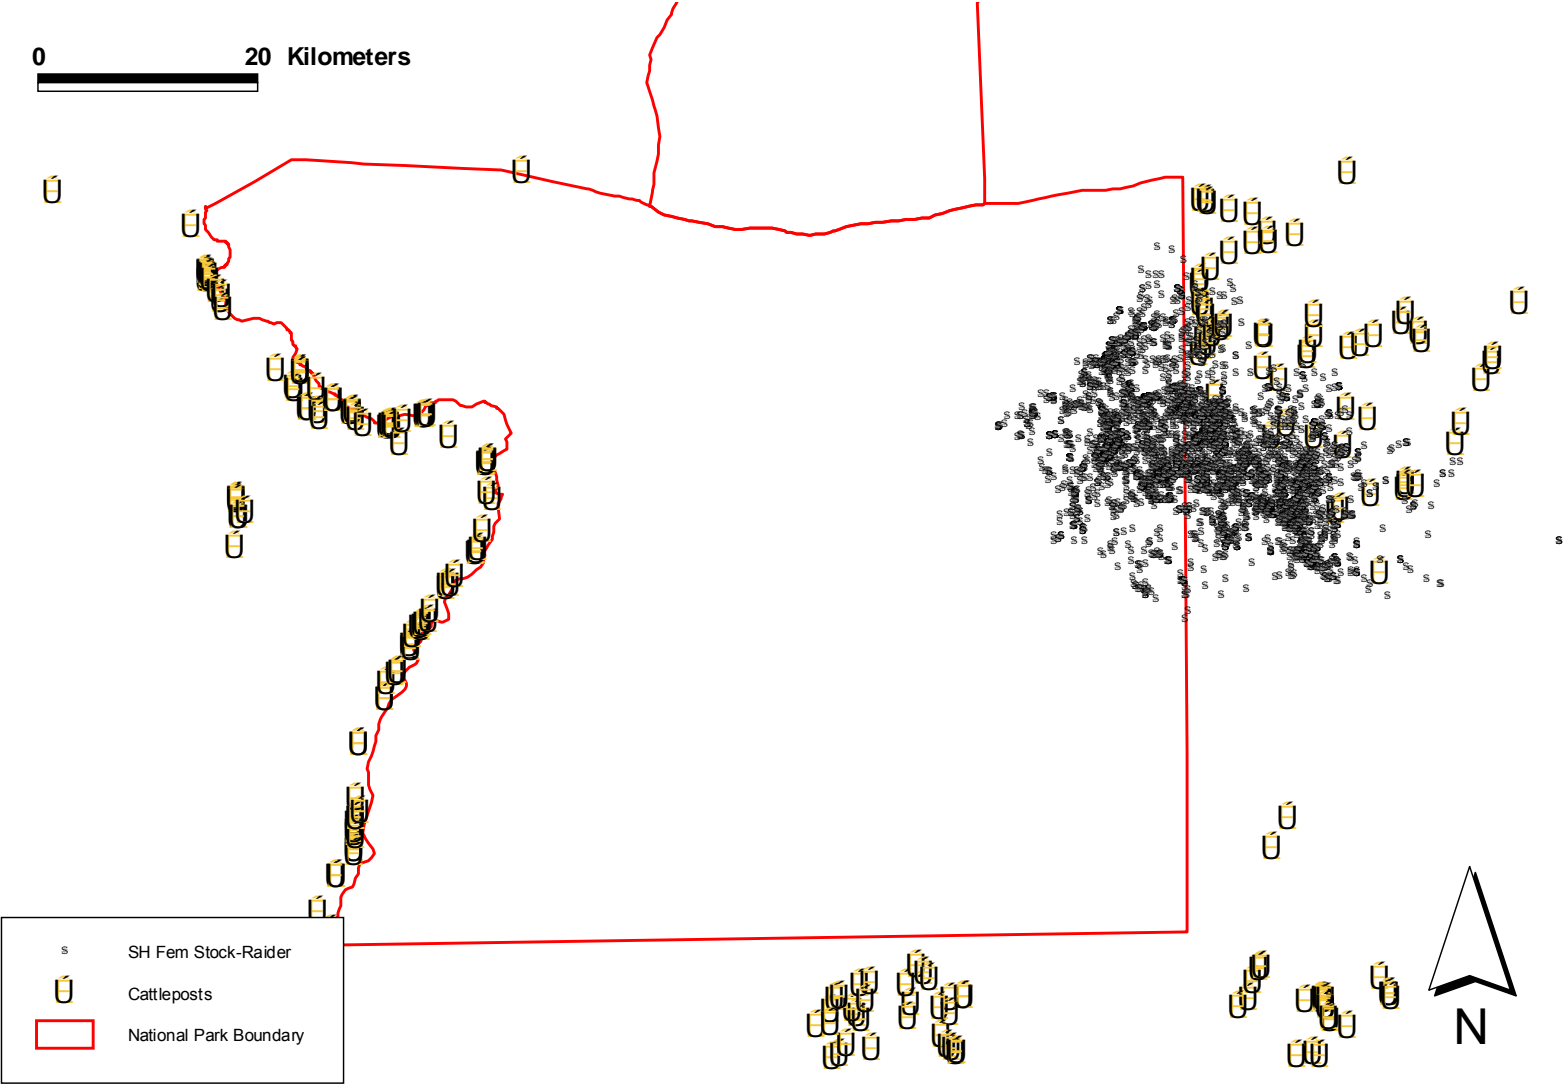 0 20 Kilometers
s SH Fem Stock-Raider
Cattleposts
National Park Boundary
N